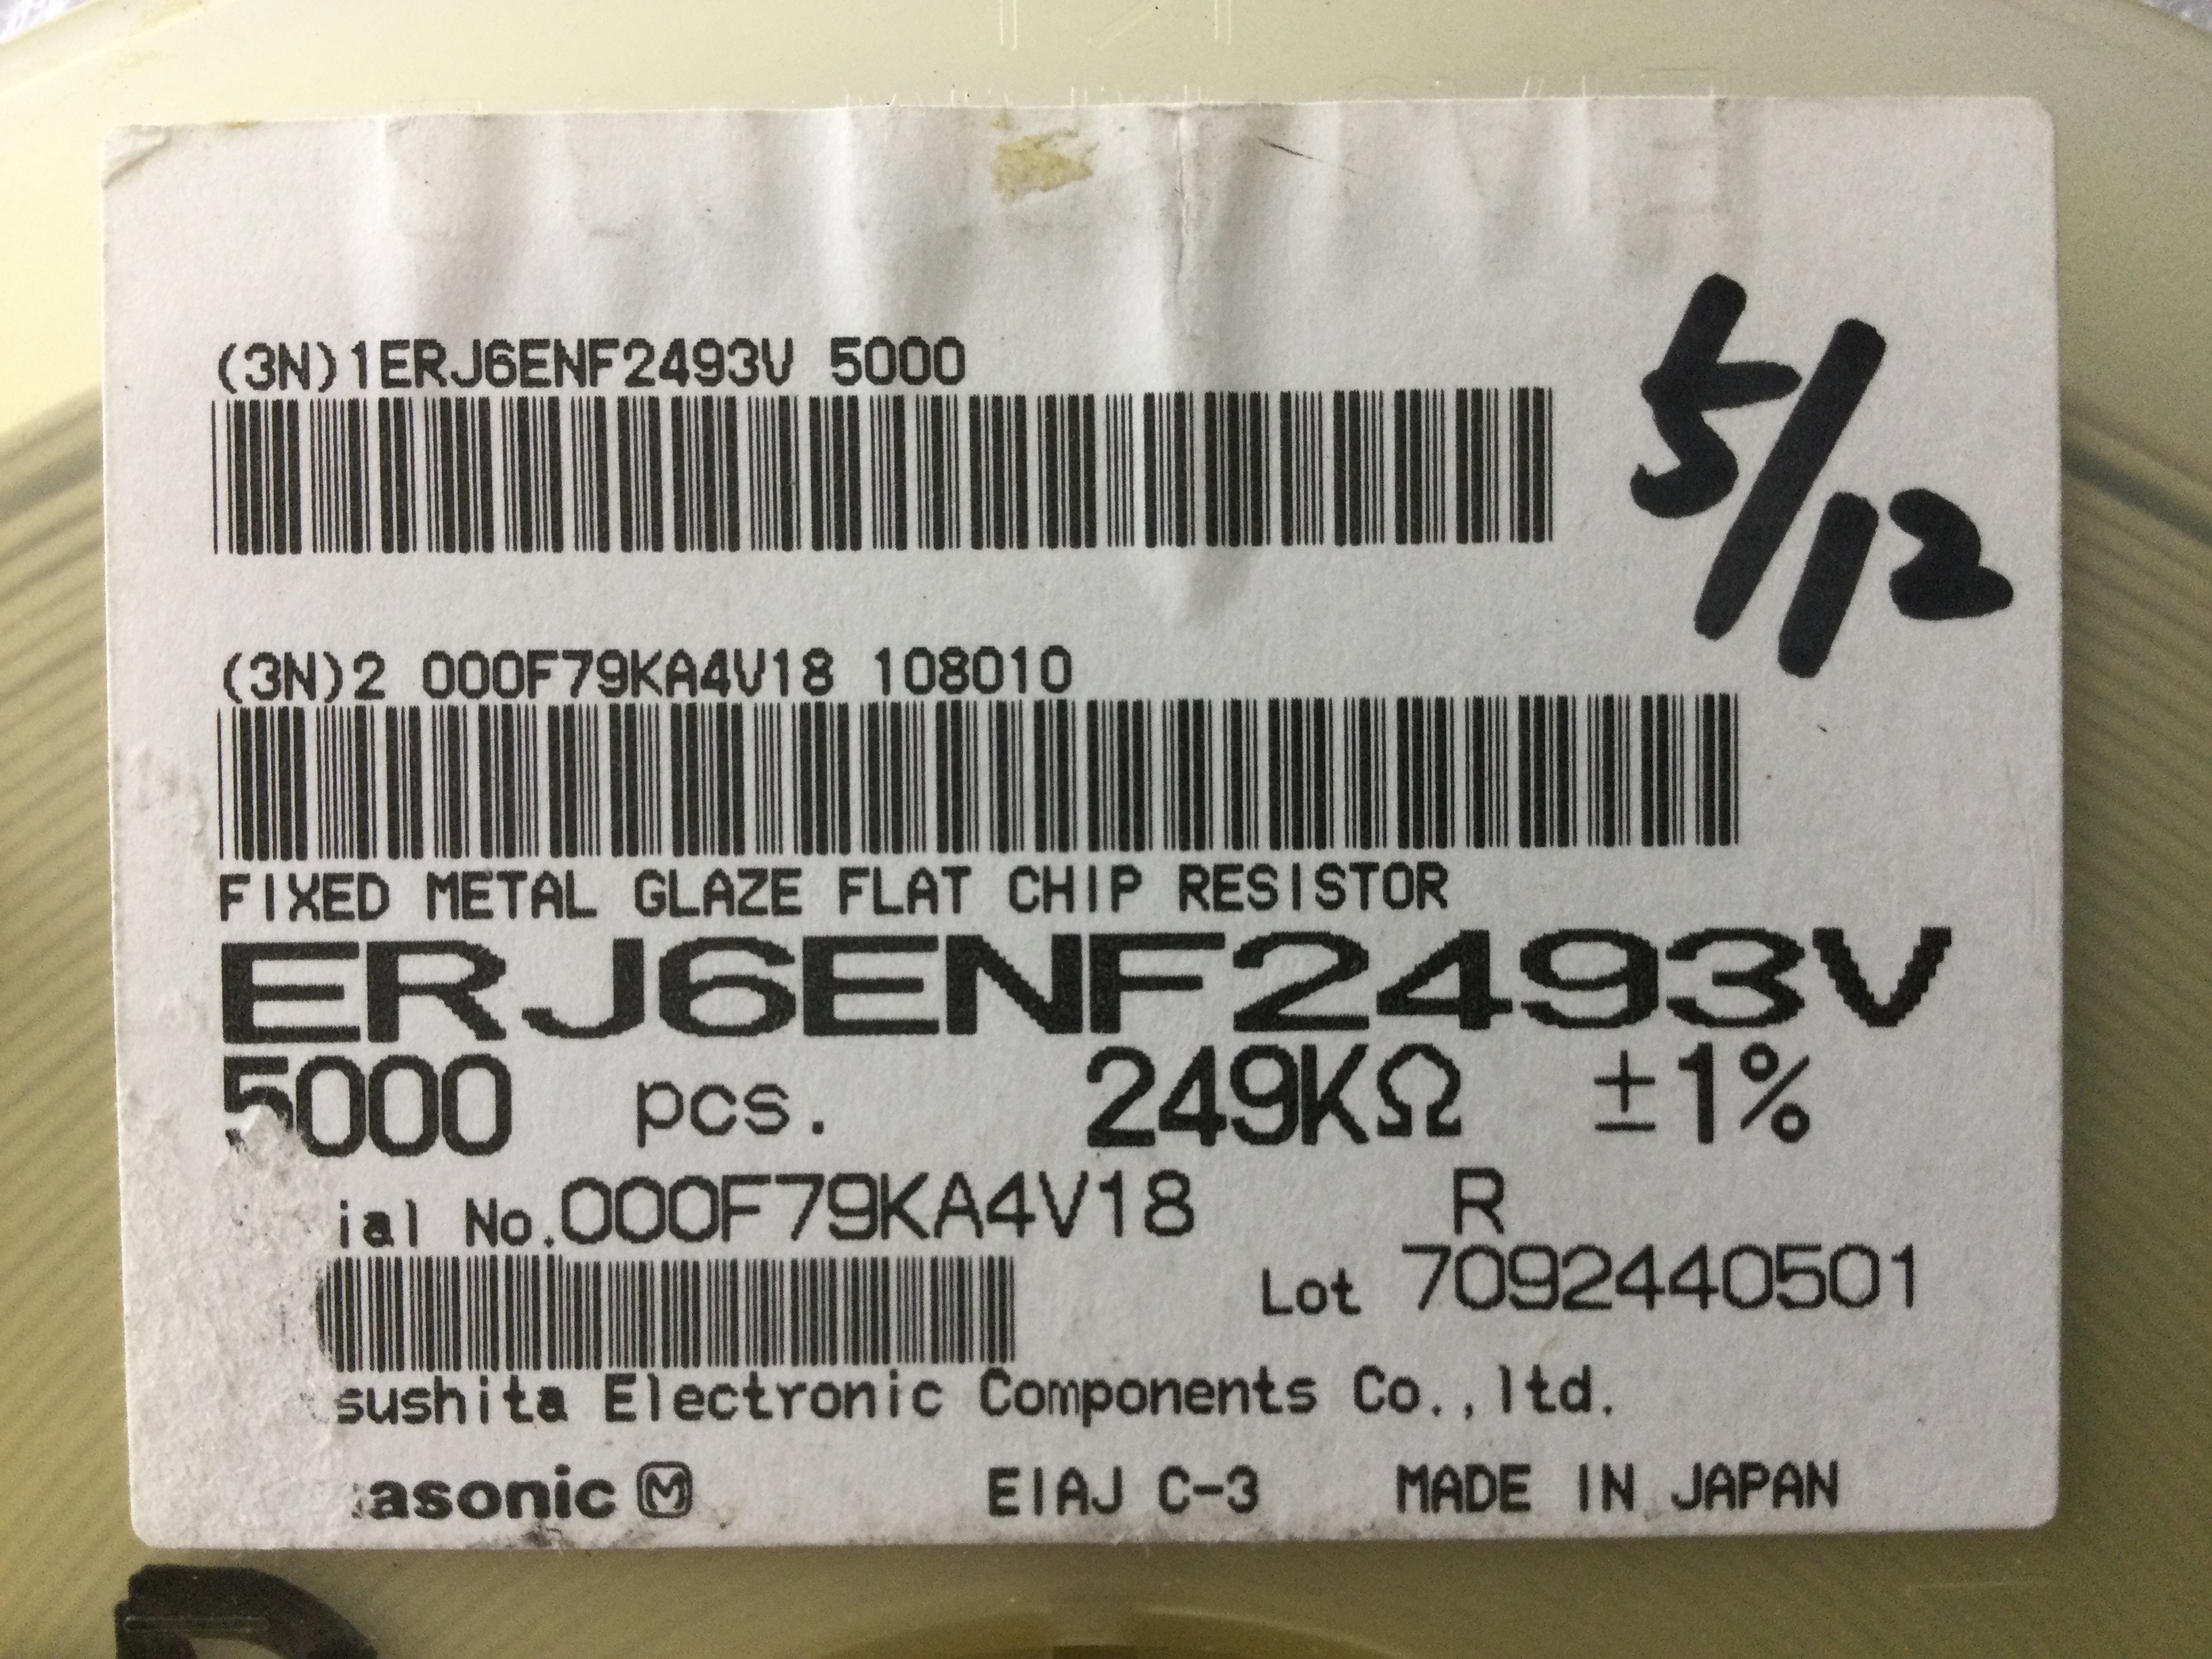 (3N)1ERJ6ENF2493V 5000
5/12
(3N)2 000F79KA4V18 108010
FIXED METAL GLAZE FLAT CHIP RESISTOR
ERJ6ENF2493V
5000 pcs. 249KΩ ±1%
ial No.000F79KA4V18 R
Lot 7092440501
sushita Electronic Components Co.,ltd.
asonic M EIAJ C-3 MADE IN JAPAN